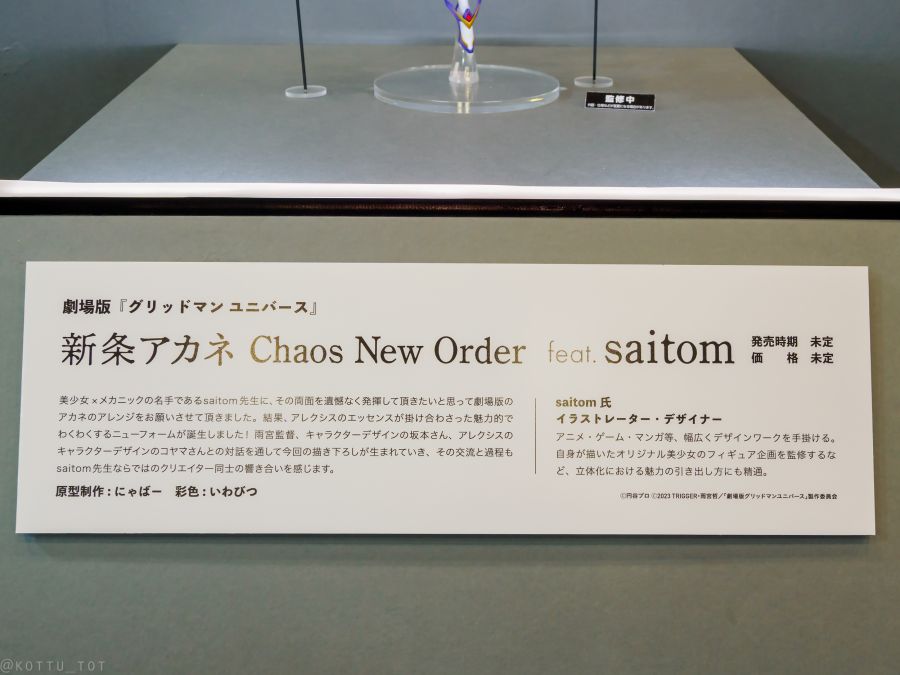 監修中
劇場版『グリッドマン ユニバース』
新条アカネ Chaos New Order feat. saitom
発売時期 未定
価 格 未定
美少女×メカニックの名手であるsaitom先生に、その両面を遺憾なく発揮して頂きたいと思って劇場版の
アカネのアレンジをお願いさせて頂きました。結果、アレクシスのエッセンスが掛け合わさった魅力的で
わくわくするニューフォームが誕生しました！雨宮監督、キャラクターデザインの坂本さん、アレクシスの
キャラクターデザインのコヤマさんとの対話を通して今回の描き下ろしが生まれていき、その交流と過程も
saitom先生ならではのクリエイター同士の響き合いを感じます。
原型制作：にゃばー 彩色：いわびつ
saitom 氏
イラストレーター・デザイナー
アニメ・ゲーム・マンガ等、幅広くデザインワークを手掛ける。
自身が描いたオリジナル美少女のフィギュア企画を監修するな
ど、立体化における魅力の引き出し方にも精通。
©円谷プロ ©2023 TRIGGER・雨宮哲／「劇場版グリッドマンユニバース」製作委員会
@KOTTU_TOT